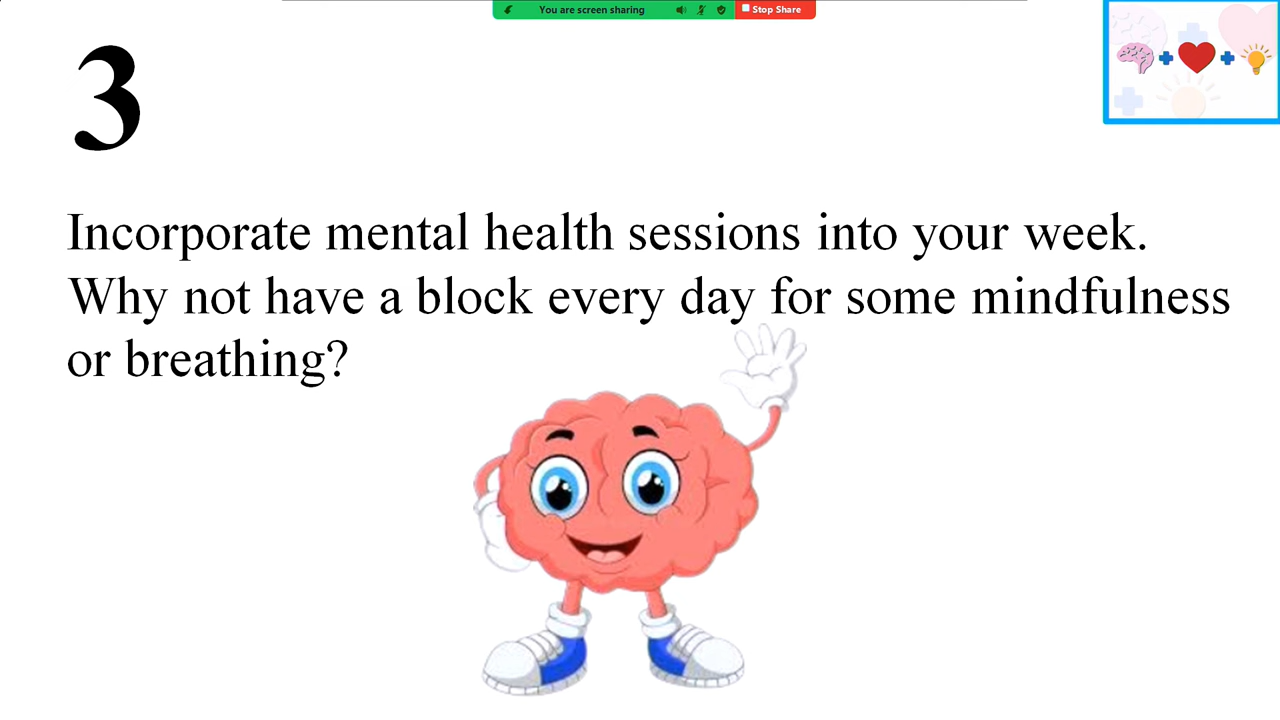 You are screen sharing
Stop Share
3
Incorporate mental health sessions into your week.
Why not have a block every day for some mindfulness
or breathing?